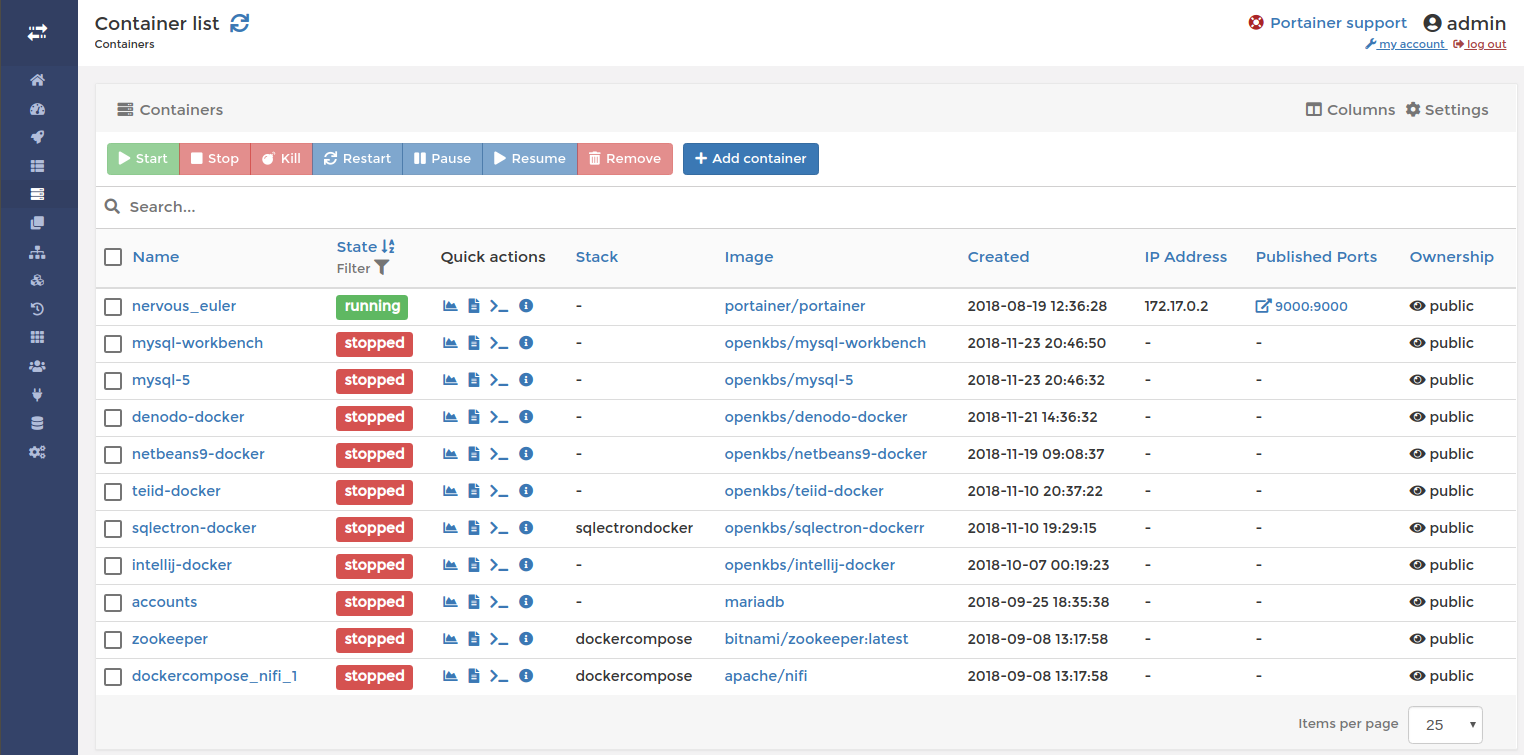 Container list
Portainer support admin
Containers
my account log out
Containers
Columns Settings
Start Stop Kill Restart Pause Resume Remove Add container
Search...
Name State Filter Quick actions Stack Image Created IP Address Published Ports Ownership
nervous_euler running - portainer/portainer 2018-08-19 12:36:28 172.17.0.2 9000:9000 public
mysql-workbench stopped - openkbs/mysql-workbench 2018-11-23 20:46:50 - - public
mysql-5 stopped - openkbs/mysql-5 2018-11-23 20:46:32 - - public
denodo-docker stopped - openkbs/denodo-docker 2018-11-21 14:36:32 - - public
netbeans9-docker stopped - openkbs/netbeans9-docker 2018-11-19 09:08:37 - - public
teiid-docker stopped - openkbs/teiid-docker 2018-11-10 20:37:22 - - public
sqlectron-docker stopped sqlectrondocker openkbs/sqlectron-dockerr 2018-11-10 19:29:15 - - public
intellij-docker stopped - openkbs/intellij-docker 2018-10-07 00:19:23 - - public
accounts stopped - mariadb 2018-09-25 18:35:38 - - public
zookeeper stopped dockercompose bitnami/zookeeper:latest 2018-09-08 13:17:58 - - public
dockercompose_nifi_1 stopped dockercompose apache/nifi 2018-09-08 13:17:58 - - public
Items per page 25